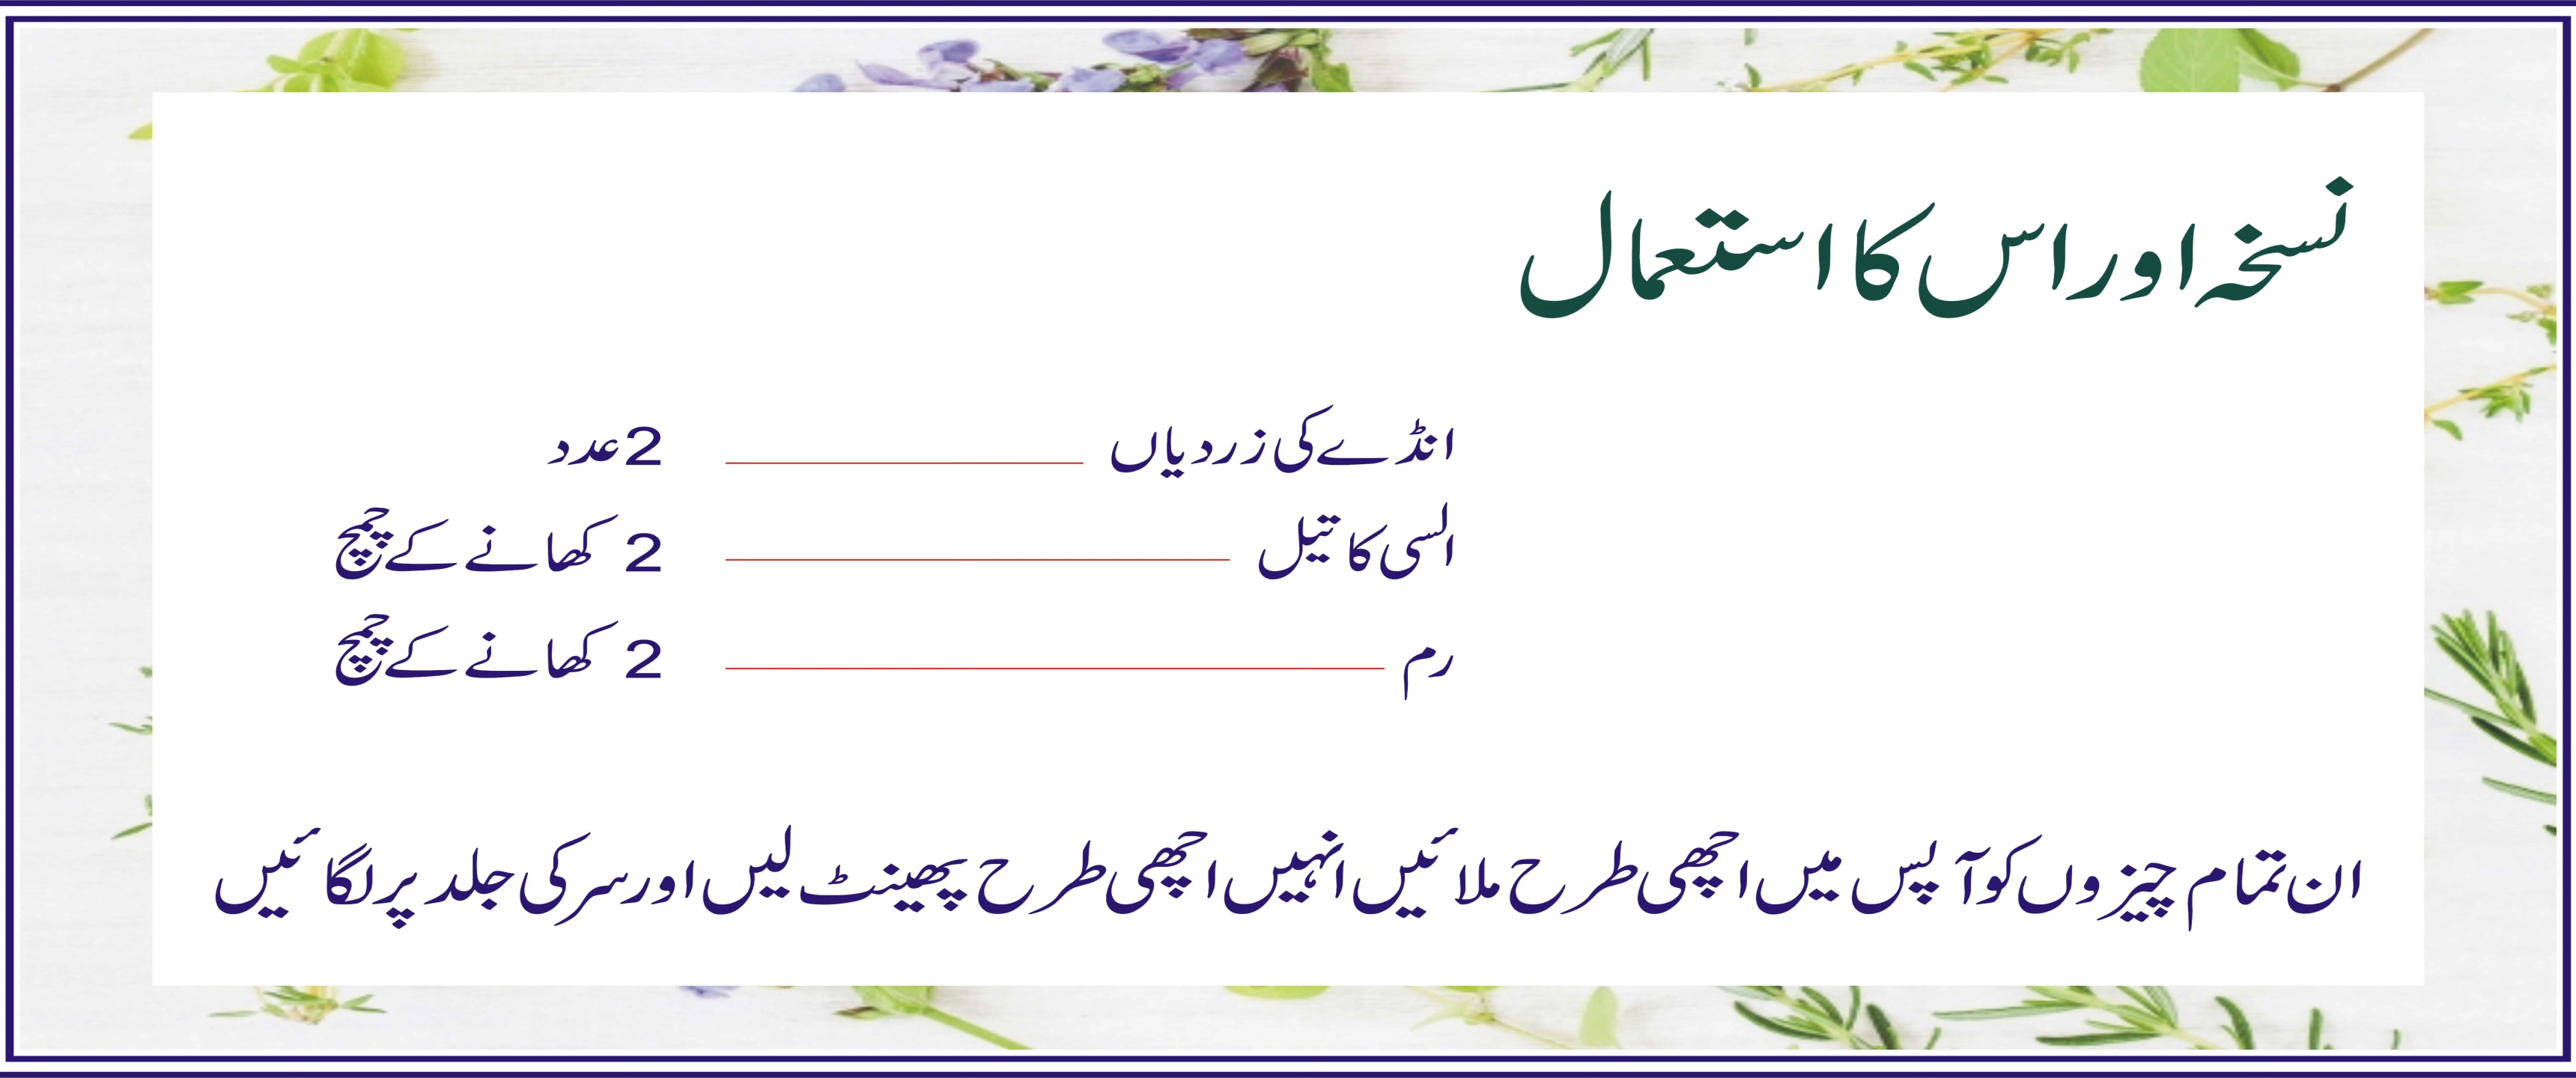 نسخہ اور اس کا استعمال
انڈے کی زردیاں 2 عدد
السی کا تیل 2 کھانے کے چمچ
رم 2 کھانے کے چمچ
ان تمام چیزوں کو آپس میں اچھی طرح ملائیں انہیں اچھی طرح پھینٹ لیں اور سر کی جلد پر لگائیں